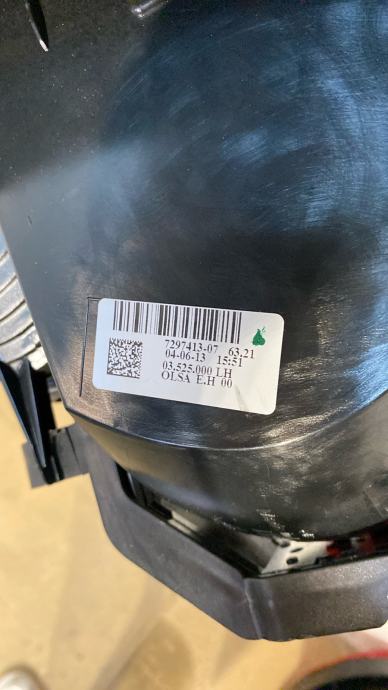 7297413-07 63.21
04-06-13 15:51
03.525.000 LH
OLSA E.H 00